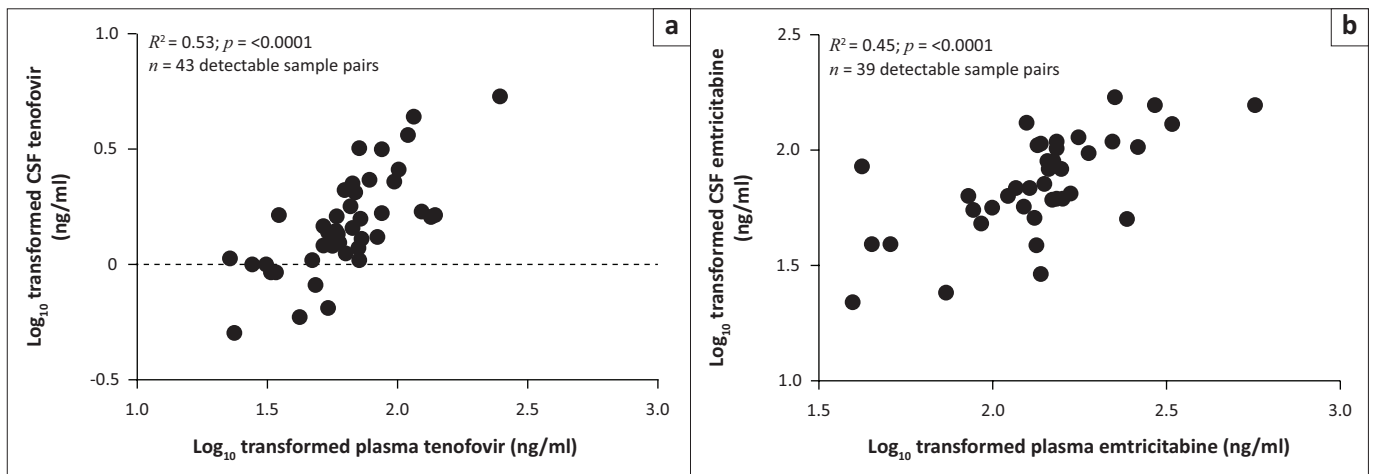 a
R² = 0.53; p = <0.0001
n = 43 detectable sample pairs
1.0
0.5
0
-0.5
1.0 1.5 2.0 2.5 3.0
Log₁₀ transformed CSF tenofovir
(ng/ml)
Log₁₀ transformed plasma tenofovir (ng/ml)
b
R² = 0.45; p = <0.0001
n = 39 detectable sample pairs
2.5
2.0
1.5
1.0
1.5 2.0 2.5 3.0
Log₁₀ transformed CSF emtricitabine
(ng/ml)
Log₁₀ transformed plasma emtricitabine (ng/ml)